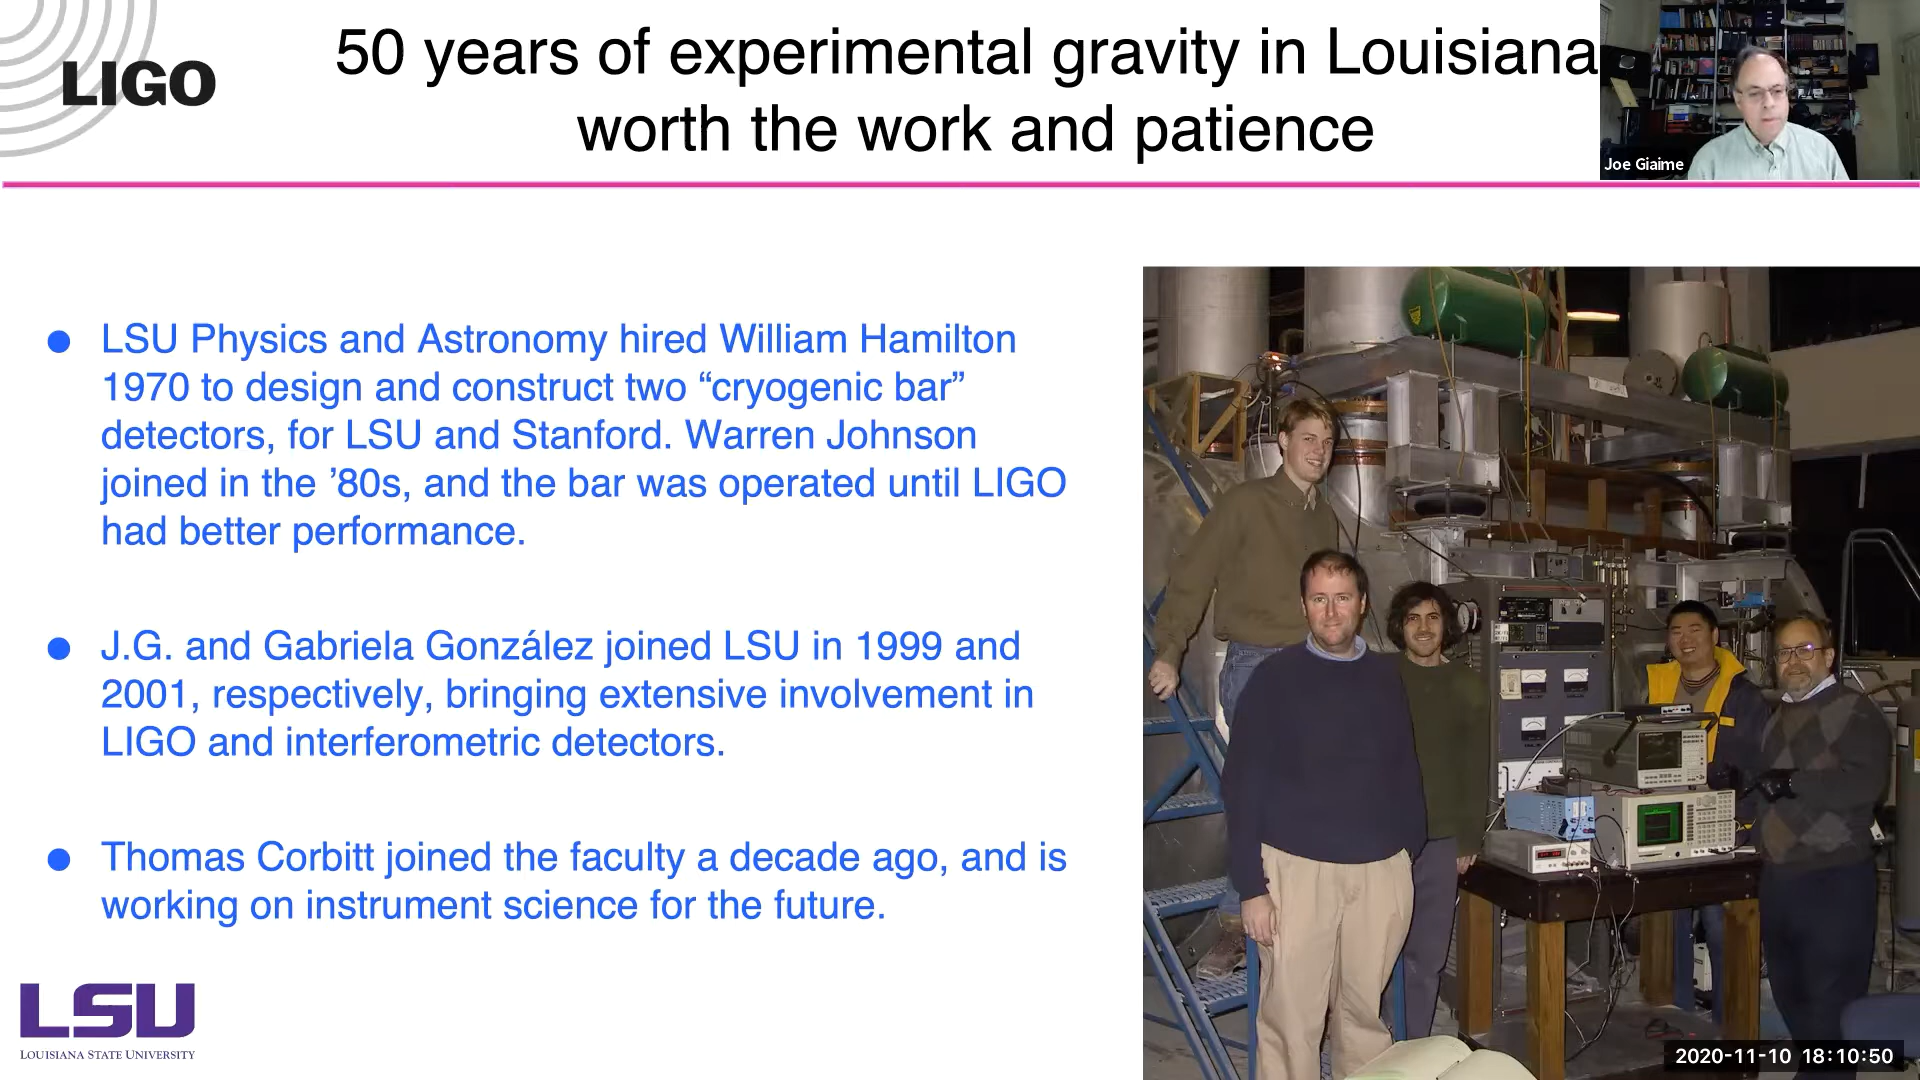 LIGO
50 years of experimental gravity in Louisiana
worth the work and patience
Joe Giaime
● LSU Physics and Astronomy hired William Hamilton
1970 to design and construct two “cryogenic bar”
detectors, for LSU and Stanford. Warren Johnson
joined in the ’80s, and the bar was operated until LIGO
had better performance.
● J.G. and Gabriela González joined LSU in 1999 and
2001, respectively, bringing extensive involvement in
LIGO and interferometric detectors.
● Thomas Corbitt joined the faculty a decade ago, and is
working on instrument science for the future.
LSU
LOUISIANA STATE UNIVERSITY
2020-11-10 18:10:50